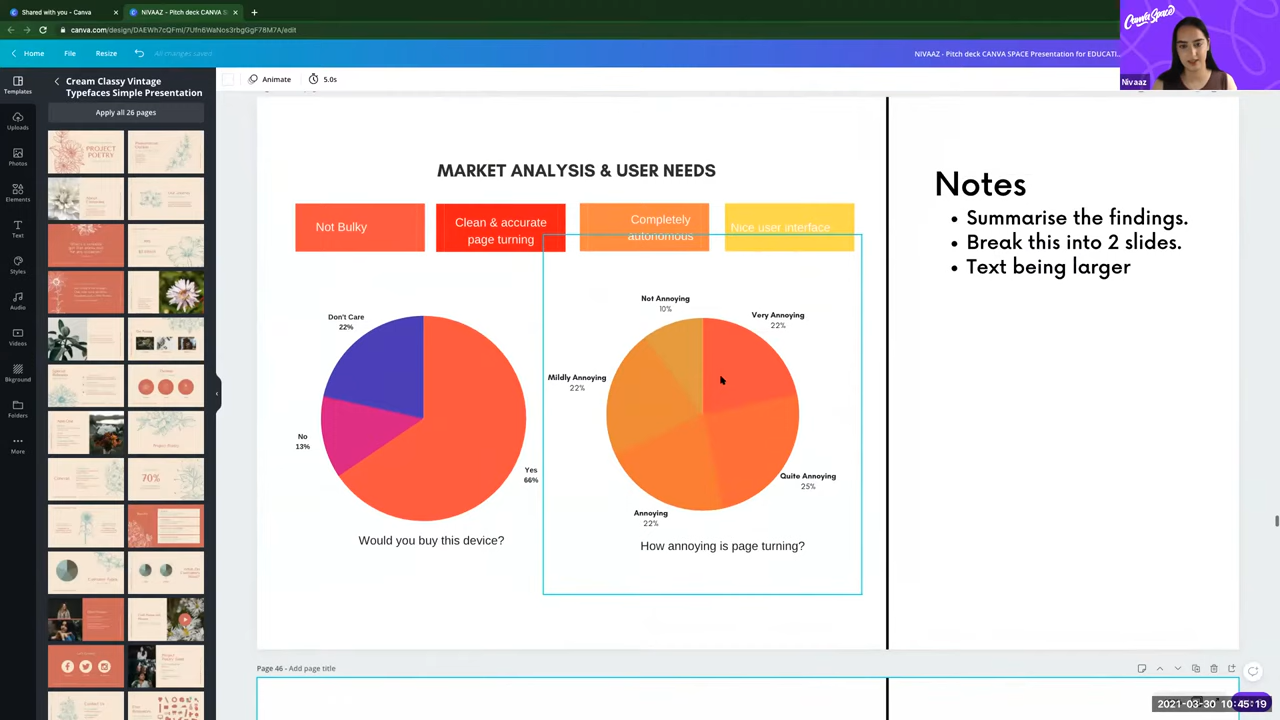 Shared with you - Canva
NIVAAZ - Pitch deck CANVA S
canva.com/design/DAEWh7cQFmI/7Ufn6WaNos3rbgGgF78M7A/edit
Home
File
Resize
All changes saved
NIVAAZ - Pitch deck CANVA SPACE Presentation for EDUCATI...
Canva Space
Nivaaz
Templates
Uploads
Photos
Elements
Text
Styles
Audio
Videos
Bkground
Folders
More
Cream Classy Vintage
Typefaces Simple Presentation
Apply all 26 pages
PROJECT
POETRY
70%
Animate
5.0s
MARKET ANALYSIS & USER NEEDS
Not Bulky
Clean & accurate
page turning
Completely
autonomous
Nice user interface
Don't Care
22%
No
13%
Yes
66%
Would you buy this device?
Not Annoying
10%
Very Annoying
22%
Mildly Annoying
22%
Quite Annoying
25%
Annoying
22%
How annoying is page turning?
Notes
• Summarise the findings.
• Break this into 2 slides.
• Text being larger
Page 46 - Add page title
2021-03-30 10:45:19